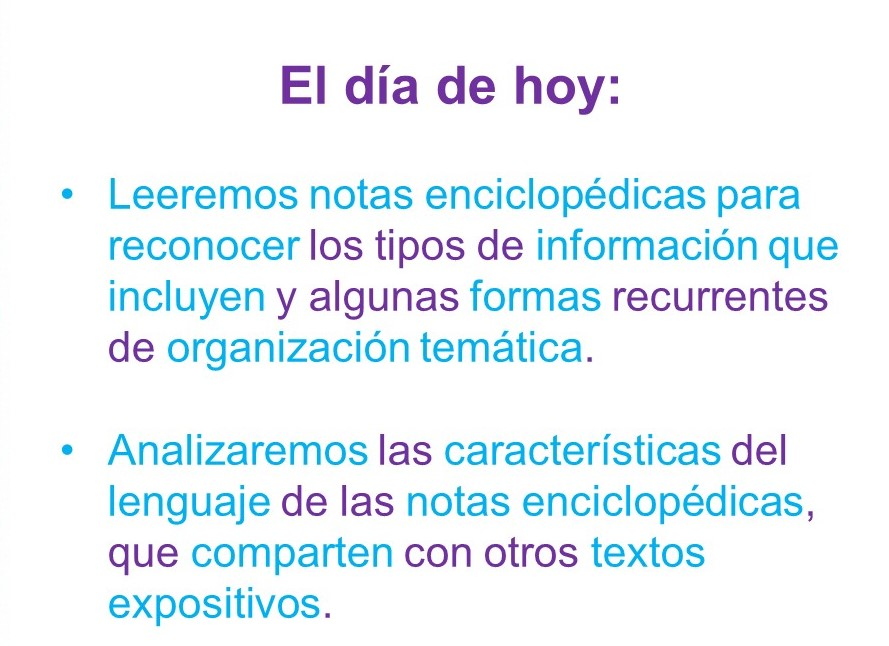 El día de hoy:
• Leeremos notas enciclopédicas para
reconocer los tipos de información que
incluyen y algunas formas recurrentes
de organización temática.
• Analizaremos las características del
lenguaje de las notas enciclopédicas,
que comparten con otros textos
expositivos.